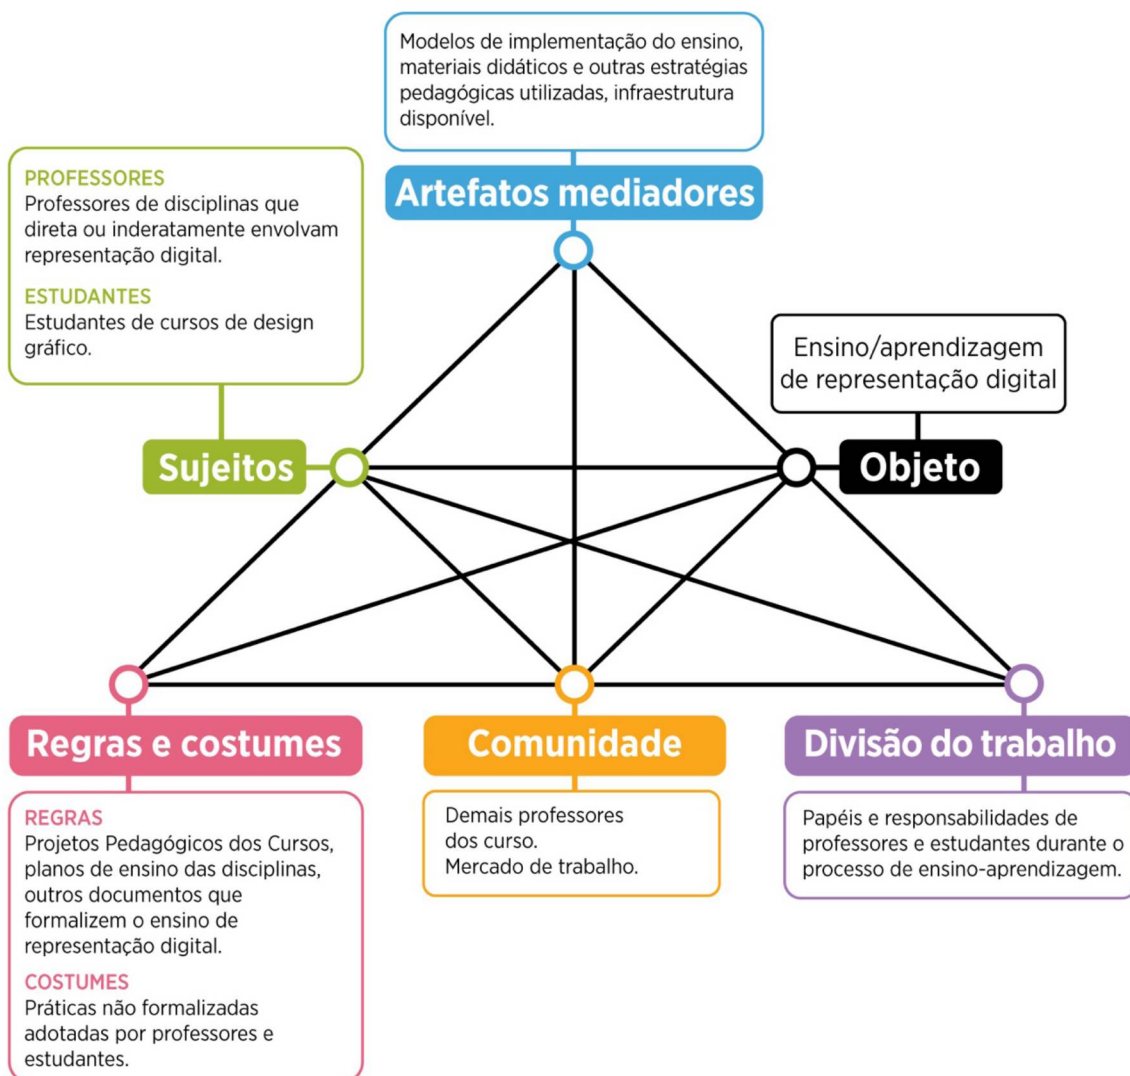 Modelos de implementação do ensino,
materiais didáticos e outras estratégias
pedagógicas utilizadas, infraestrutura
disponível.
Artefatos mediadores
PROFESSORES
Professores de disciplinas que
direta ou inderatamente envolvam
representação digital.
ESTUDANTES
Estudantes de cursos de design
gráfico.
Sujeitos
Ensino/aprendizagem
de representação digital
Objeto
Regras e costumes
REGRAS
Projetos Pedagógicos dos Cursos,
planos de ensino das disciplinas,
outros documentos que
formalizem o ensino de
representação digital.
COSTUMES
Práticas não formalizadas
adotadas por professores e
estudantes.
Comunidade
Demais professores
dos curso.
Mercado de trabalho.
Divisão do trabalho
Papéis e responsabilidades de
professores e estudantes durante o
processo de ensino-aprendizagem.